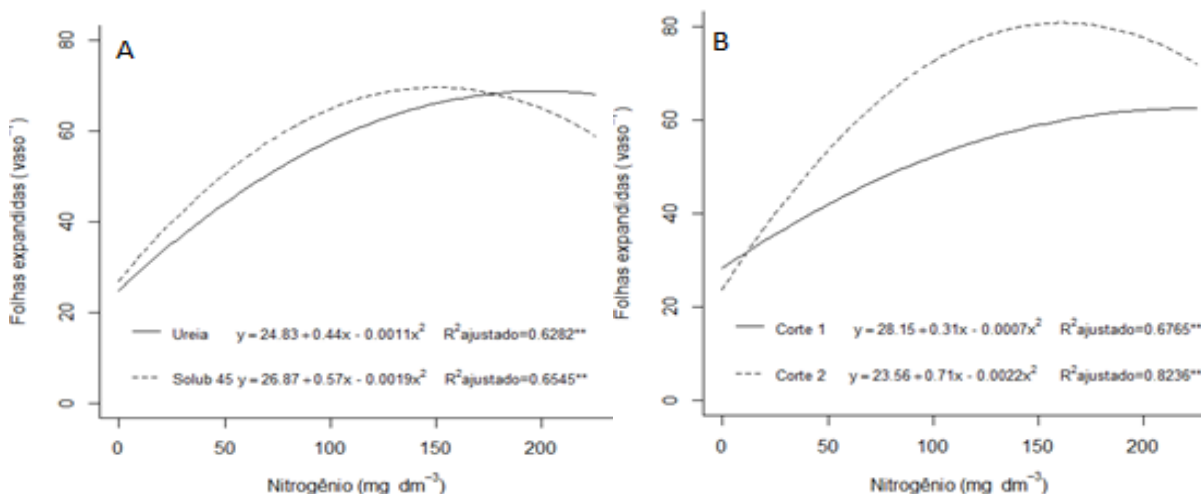 A
Folhas expandidas ( vaso⁻¹)
80
60
40
20
0
Ureia y = 24.83 + 0.44x - 0.0011x² R²ajustado=0.6282**
Solub 45 y = 26.87 + 0.57x - 0.0019x² R²ajustado=0.6545**
0 50 100 150 200
Nitrogênio (mg dm⁻³)
B
Folhas expandidas ( vaso⁻¹)
80
60
40
20
0
Corte 1 y = 28.15 + 0.31x - 0.0007x² R²ajustado=0.6765**
Corte 2 y = 23.56 + 0.71x - 0.0022x² R²ajustado=0.8236**
0 50 100 150 200
Nitrogênio (mg dm⁻³)